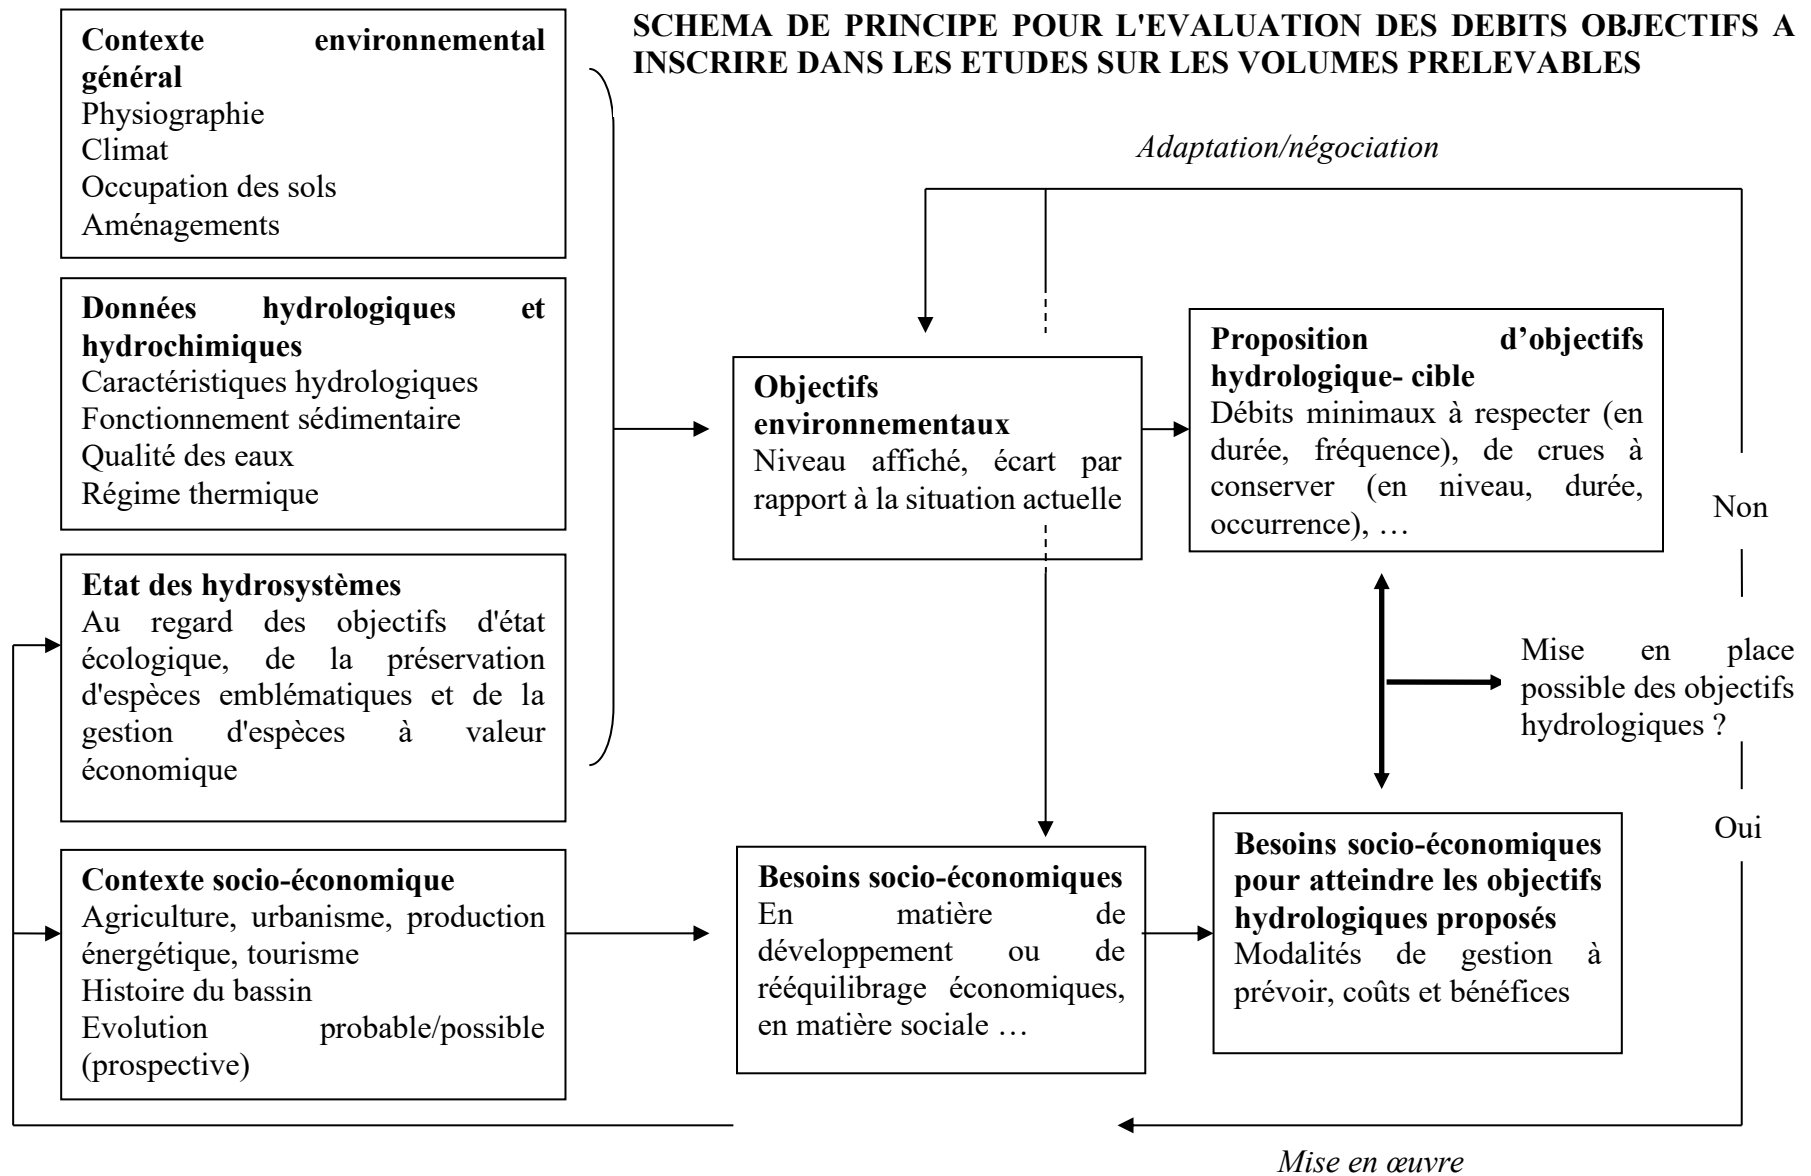 SCHEMA DE PRINCIPE POUR L'EVALUATION DES DEBITS OBJECTIFS A
INSCRIRE DANS LES ETUDES SUR LES VOLUMES PRELEVABLES
Contexte environnemental
général
Physiographie
Climat
Occupation des sols
Aménagements
Données hydrologiques et
hydrochimiques
Caractéristiques hydrologiques
Fonctionnement sédimentaire
Qualité des eaux
Régime thermique
Etat des hydrosystèmes
Au regard des objectifs d'état
écologique, de la préservation
d'espèces emblématiques et de la
gestion d'espèces à valeur
économique
Contexte socio-économique
Agriculture, urbanisme, production
énergétique, tourisme
Histoire du bassin
Evolution probable/possible
(prospective)
Adaptation/négociation
Objectifs
environnementaux
Niveau affiché, écart par
rapport à la situation actuelle
Proposition d’objectifs
hydrologique- cible
Débits minimaux à respecter (en
durée, fréquence), de crues à
conserver (en niveau, durée,
occurrence), …
Non
Mise en place
possible des objectifs
hydrologiques ?
Oui
Besoins socio-économiques
En matière de
développement ou de
rééquilibrage économiques,
en matière sociale …
Besoins socio-économiques
pour atteindre les objectifs
hydrologiques proposés
Modalités de gestion à
prévoir, coûts et bénéfices
Mise en œuvre